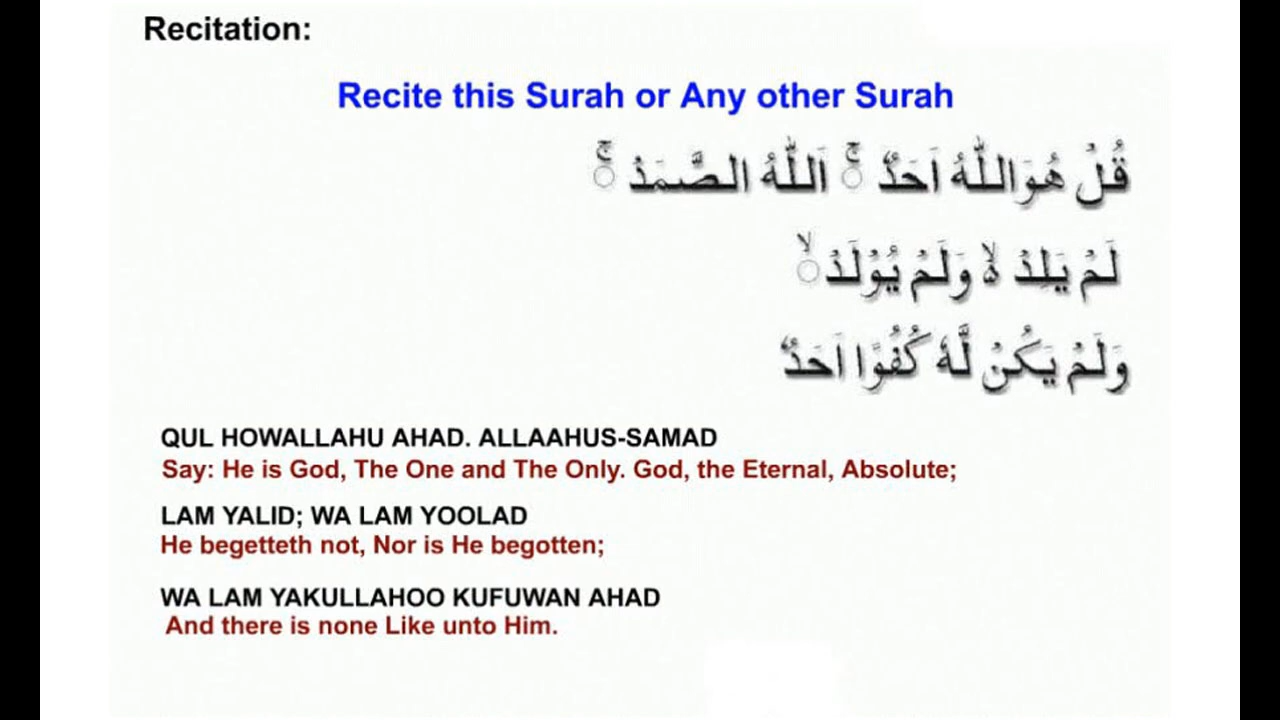 Recitation:
Recite this Surah or Any other Surah
قُلْ هُوَاللّٰهُ اَحَدٌ ۚ اَللّٰهُ الصَّمَدُ ۚ
لَمْ يَلِدْ ۙ وَلَمْ يُوْلَدْ ۙ
وَلَمْ يَكُنْ لَّهٗ كُفُوًا اَحَدٌ
QUL HOWALLAHU AHAD. ALLAAHUS-SAMAD
Say: He is God, The One and The Only. God, the Eternal, Absolute;
LAM YALID; WA LAM YOOLAD
He begetteth not, Nor is He begotten;
WA LAM YAKULLAHOO KUFUWAN AHAD
And there is none Like unto Him.